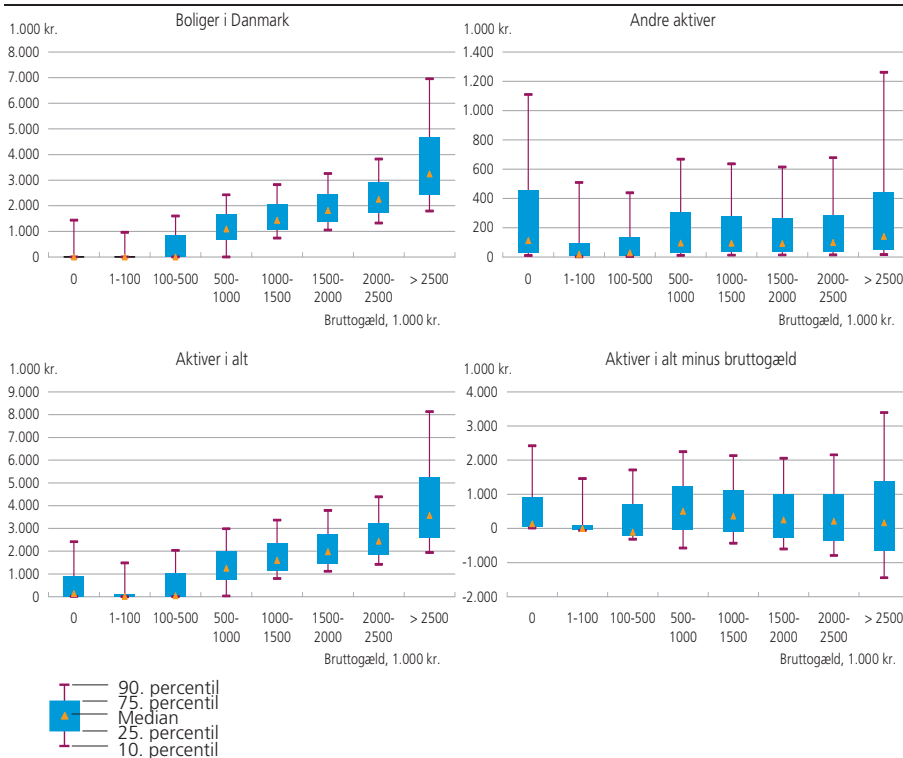 Boliger i Danmark
1.000 kr.
8.000
7.000
6.000
5.000
4.000
3.000
2.000
1.000
0
0 1-100 100-500 500-1000 1000-1500 1500-2000 2000-2500 > 2500
Bruttogæld, 1.000 kr.
Andre aktiver
1.000 kr.
1.400
1.200
1.000
800
600
400
200
0
0 1-100 100-500 500-1000 1000-1500 1500-2000 2000-2500 > 2500
Bruttogæld, 1.000 kr.
Aktiver i alt
1.000 kr.
9.000
8.000
7.000
6.000
5.000
4.000
3.000
2.000
1.000
0
0 1-100 100-500 500-1000 1000-1500 1500-2000 2000-2500 > 2500
Bruttogæld, 1.000 kr.
Aktiver i alt minus bruttogæld
1.000 kr.
4.000
3.000
2.000
1.000
0
-1.000
-2.000
0 1-100 100-500 500-1000 1000-1500 1500-2000 2000-2500 > 2500
Bruttogæld, 1.000 kr.
90. percentil
75. percentil
Median
25. percentil
10. percentil